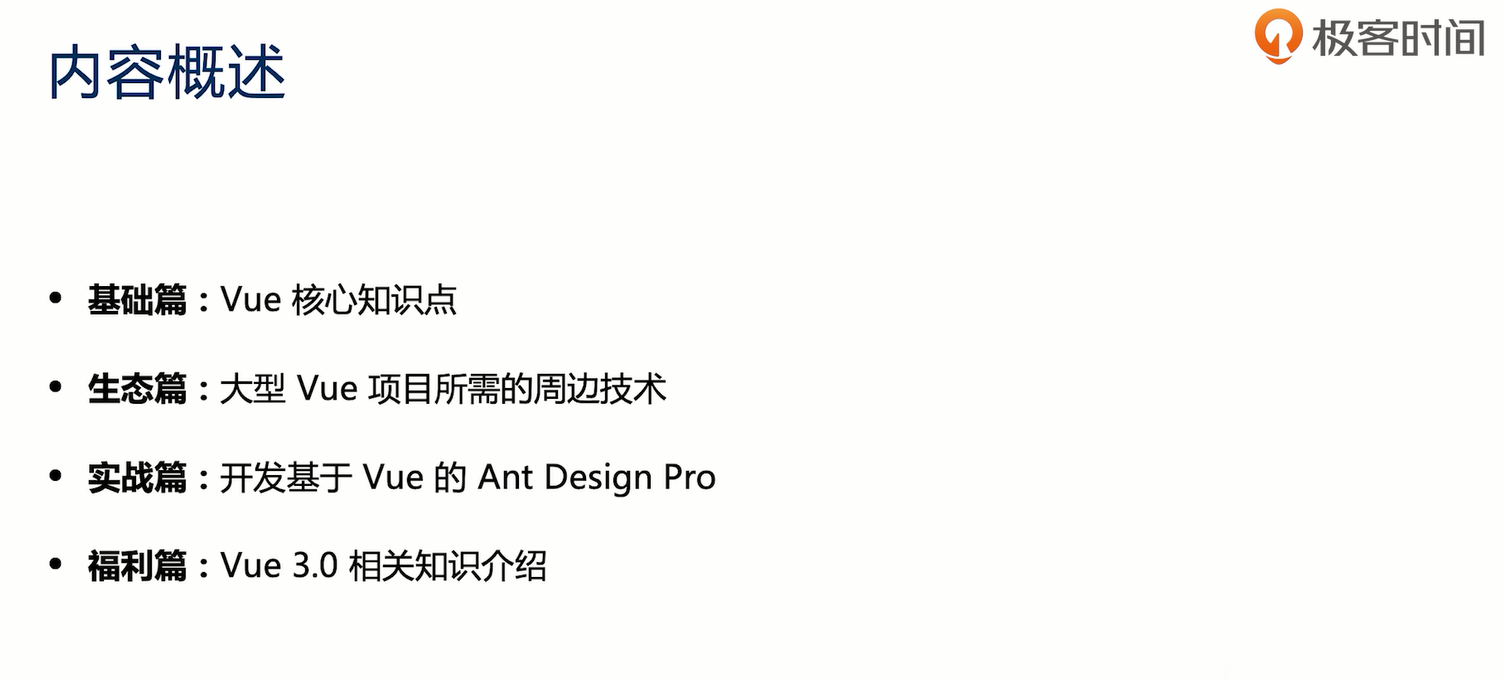 极客时间
内容概述
• 基础篇：Vue 核心知识点
• 生态篇：大型 Vue 项目所需的周边技术
• 实战篇：开发基于 Vue 的 Ant Design Pro
• 福利篇：Vue 3.0 相关知识介绍